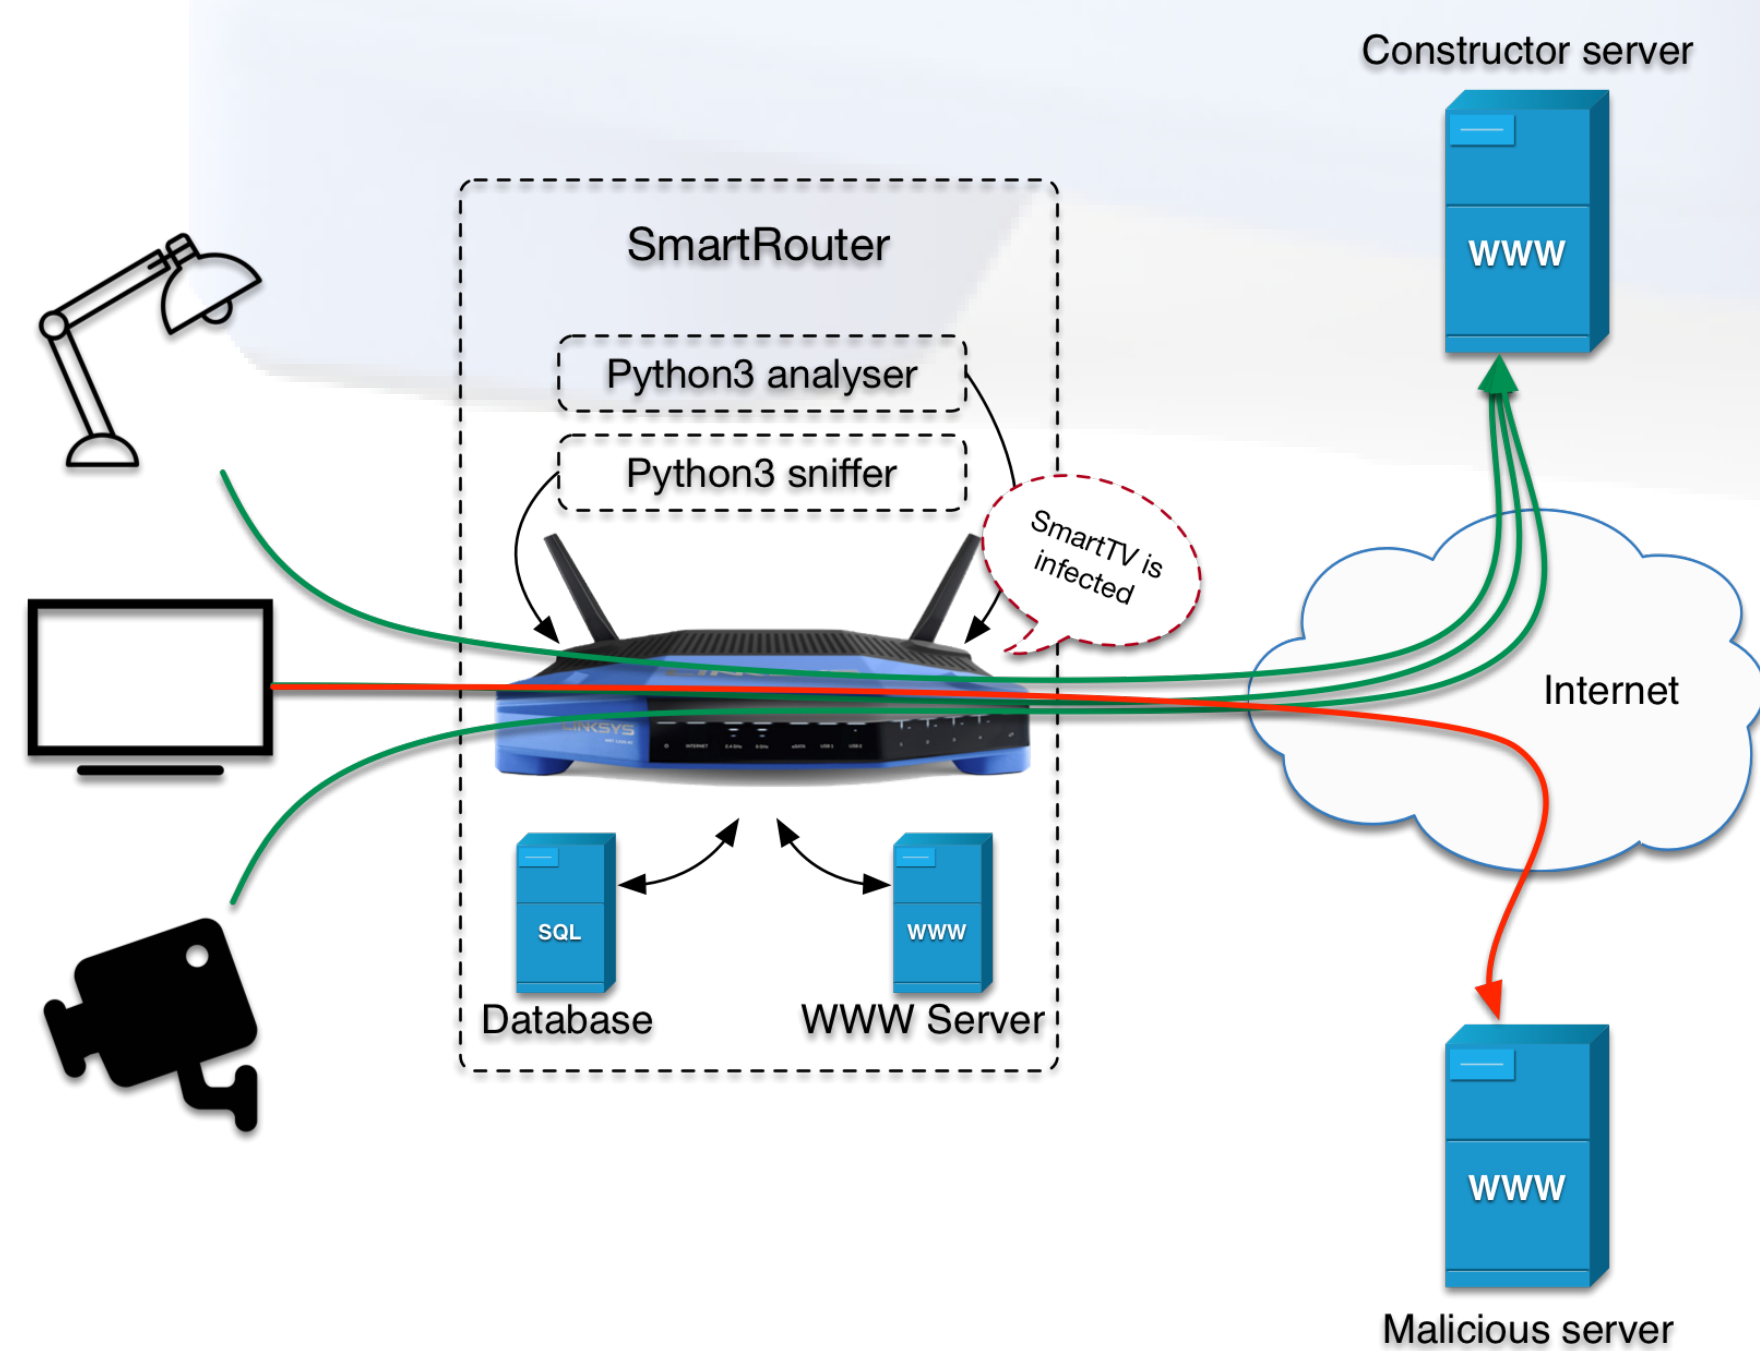 Constructor server
WWW
SmartRouter
Python3 analyser
Python3 sniffer
SmartTV is
infected
Internet
LINKSYS
SQL
WWW
Database
WWW Server
WWW
Malicious server